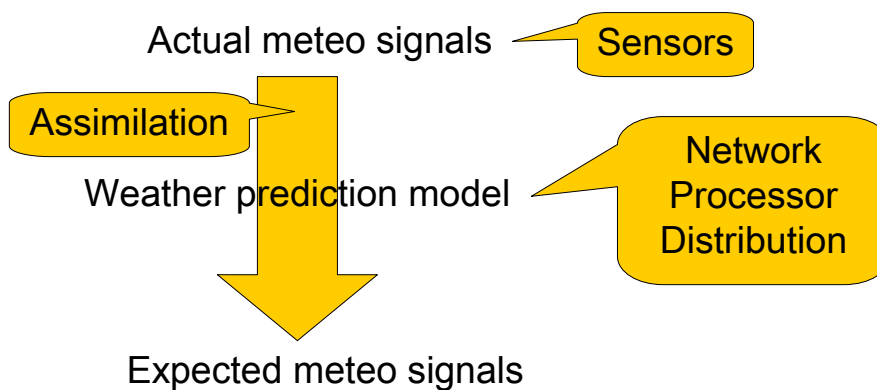 Actual meteo signals
Sensors
Assimilation
Weather prediction model
Network
Processor
Distribution
Expected meteo signals